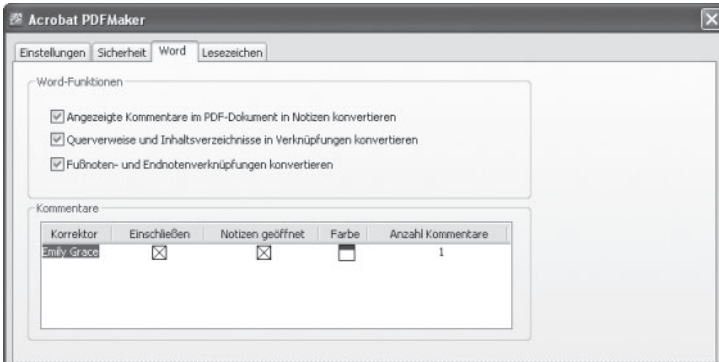 Acrobat PDFMaker
Einstellungen Sicherheit Word Lesezeichen
Word-Funktionen
Angezeigte Kommentare im PDF-Dokument in Notizen konvertieren
Querverweise und Inhaltsverzeichnisse in Verknüpfungen konvertieren
Fußnoten- und Endnotenverknüpfungen konvertieren
Kommentare
Korrektor Einschließen Notizen geöffnet Farbe Anzahl Kommentare
Emily Grace 1